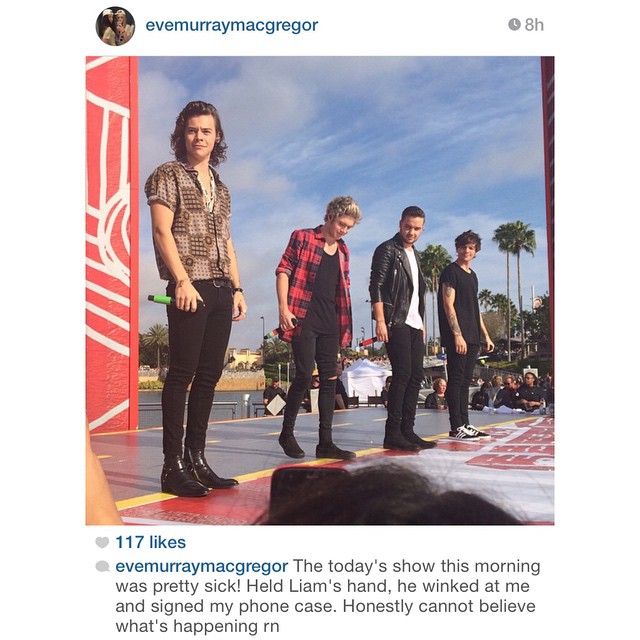 evemurraymacgregor
8h
117 likes
evemurraymacgregor The today's show this morning
was pretty sick! Held Liam's hand, he winked at me
and signed my phone case. Honestly cannot believe
what's happening rn